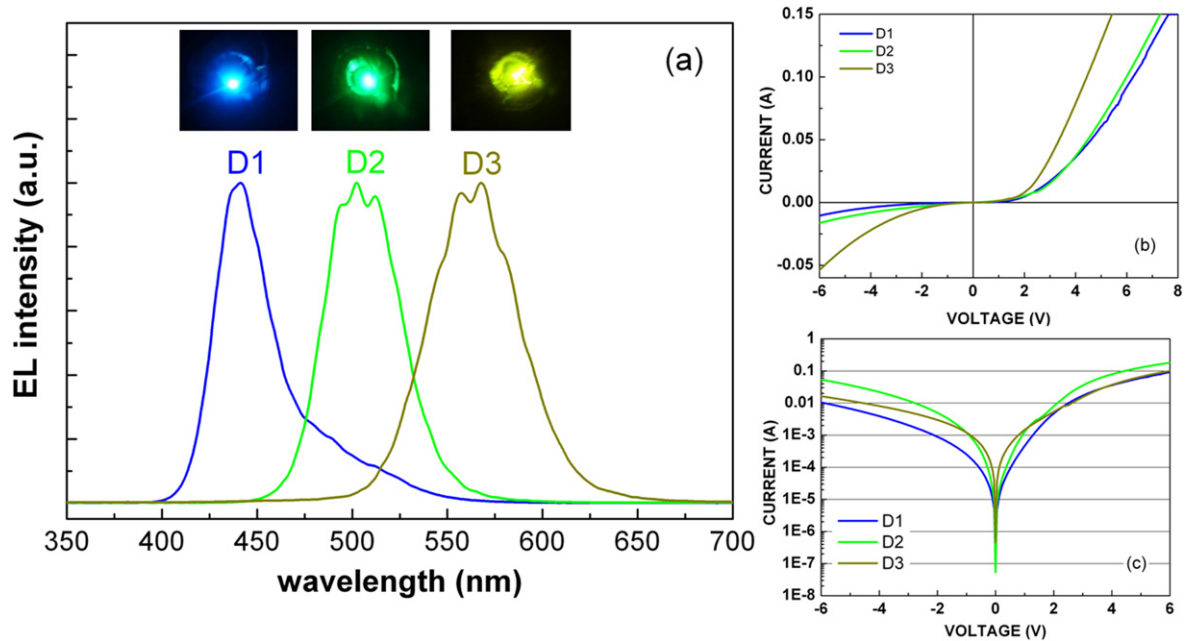 (a)
D1
D2
D3
EL intensity (a.u.)
350
400
450
500
550
600
650
700
wavelength (nm)
0.15
0.10
0.05
0.00
-0.05
CURRENT (A)
D1
D2
D3
(b)
-6
-4
-2
0
2
4
6
8
VOLTAGE (V)
1
0.1
0.01
1E-3
1E-4
1E-5
1E-6
1E-7
1E-8
CURRENT (A)
D1
D2
D3
(c)
-6
-4
-2
0
2
4
6
VOLTAGE (V)